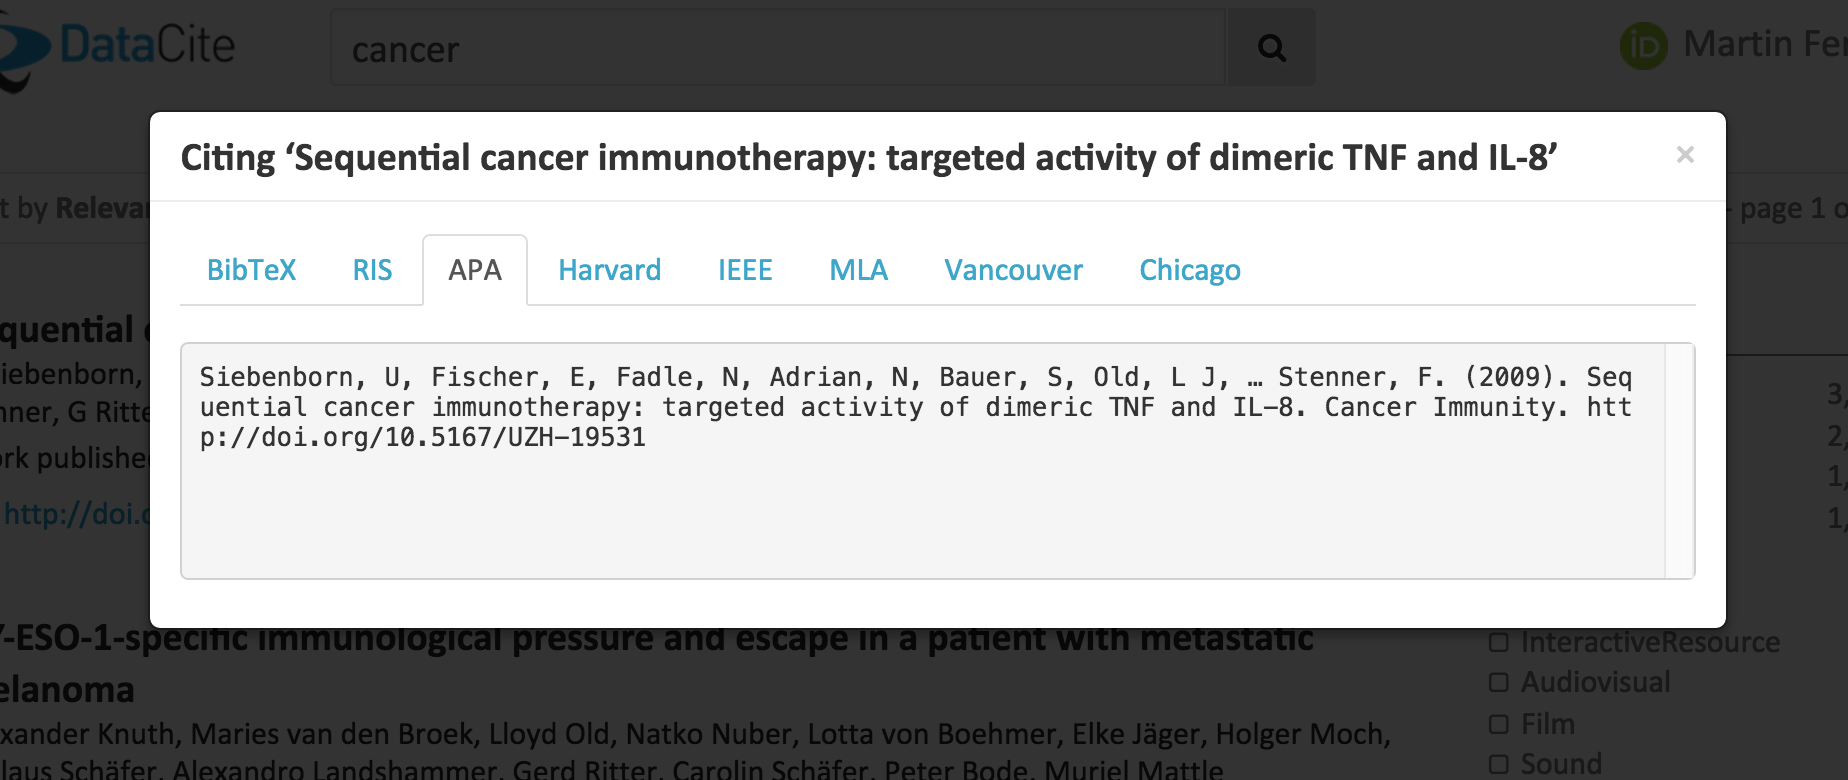 DataCite
cancer
iD Martin Fe
Citing ‘Sequential cancer immunotherapy: targeted activity of dimeric TNF and IL-8’
×
t by Releva
- page 1 o
BibTeX RIS APA Harvard IEEE MLA Vancouver Chicago
quential
Siebenborn, U, Fischer, E, Fadle, N, Adrian, N, Bauer, S, Old, L J, … Stenner, F. (2009). Seq
uential cancer immunotherapy: targeted activity of dimeric TNF and IL-8. Cancer Immunity. htt
p://doi.org/10.5167/UZH-19531
iebenborn,
nner, G Ritte
rk publishe
http://doi.o
3,
2,
1,
1,
-ESO-1-specific immunological pressure and escape in a patient with metastatic
elanoma
xander Knuth, Maries van den Broek, Lloyd Old, Natko Nuber, Lotta von Boehmer, Elke Jäger, Holger Moch,
laus Schäfer, Alexandro Landshammer, Gerd Ritter, Carolin Schäfer, Peter Bode, Muriel Mattle
InteractiveResource
Audiovisual
Film
Sound